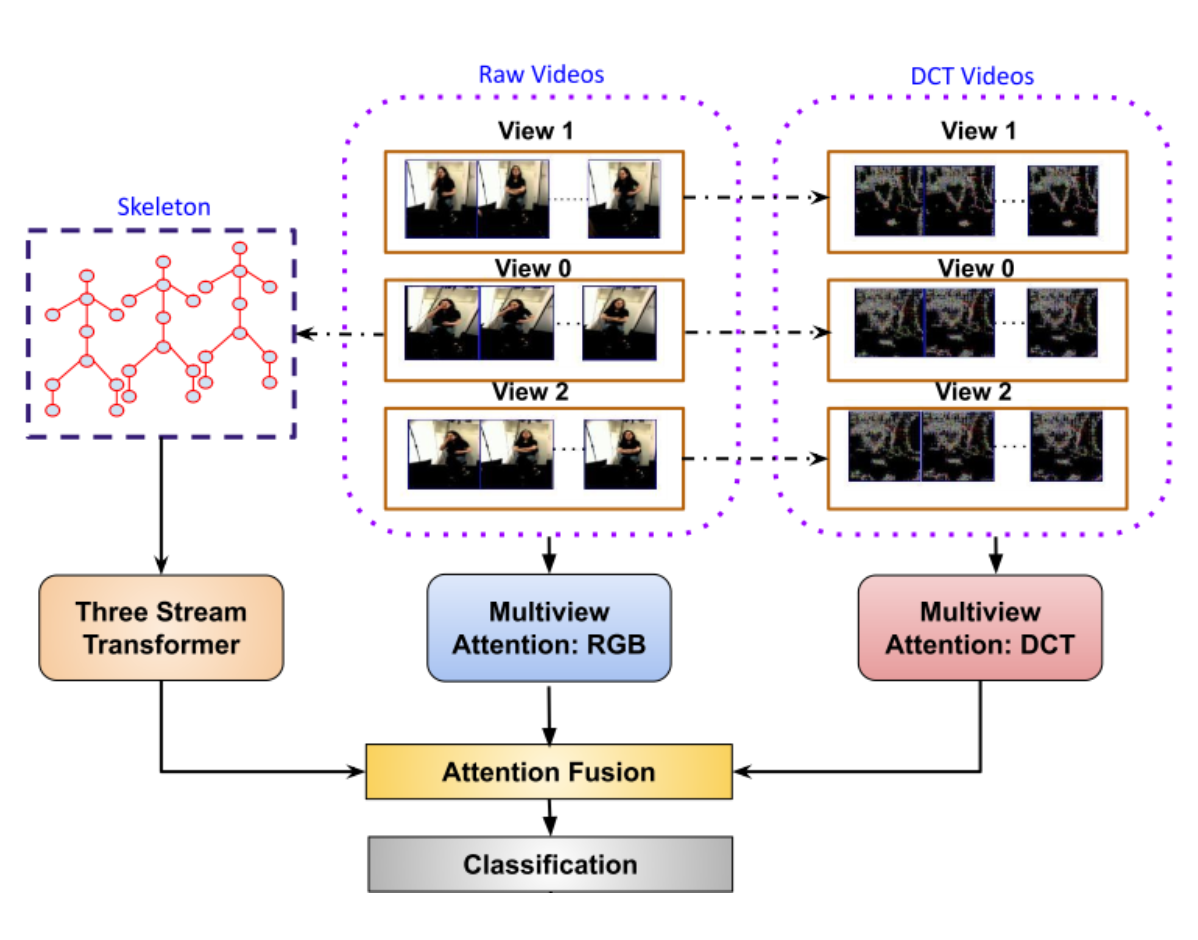 Raw Videos
DCT Videos
View 1
View 1
Skeleton
View 0
View 0
View 2
View 2
Three Stream
Transformer
Multiview
Attention: RGB
Multiview
Attention: DCT
Attention Fusion
Classification